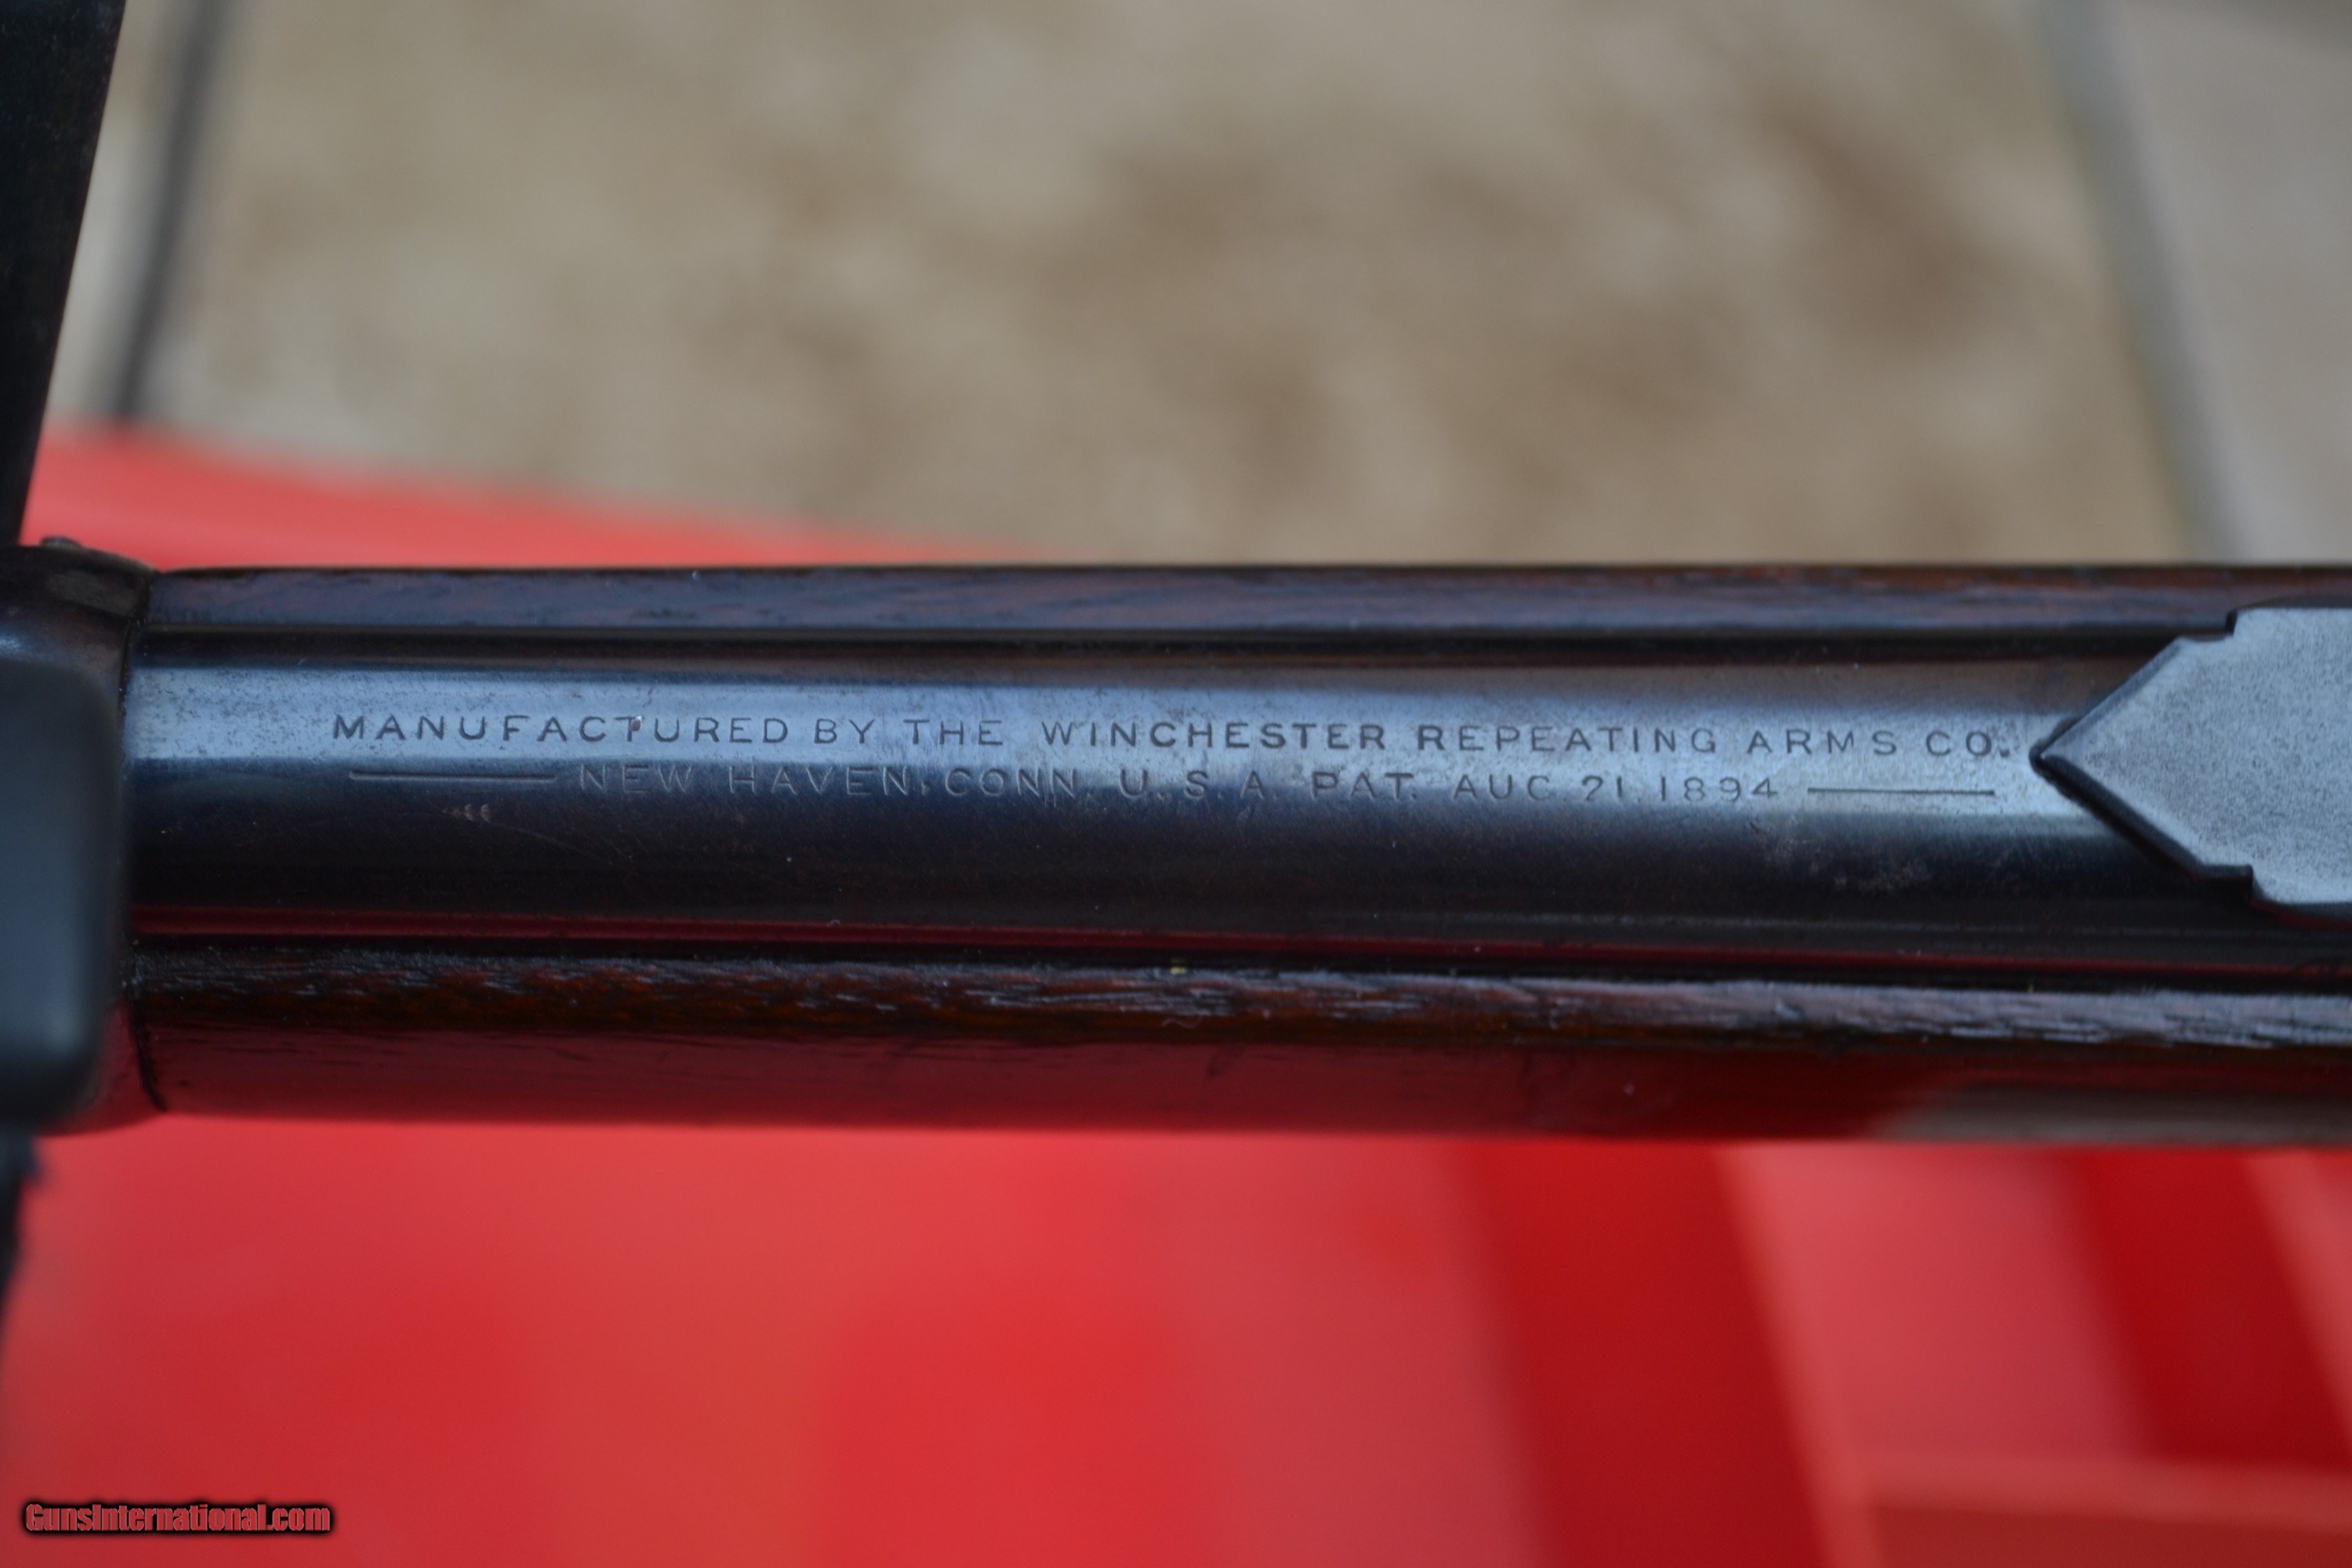 MANUFACTURED BY THE WINCHESTER REPEATING ARMS CO.
NEW HAVEN, CONN. U.S.A. PAT. AUG. 21. 1894
GunsInternational.com